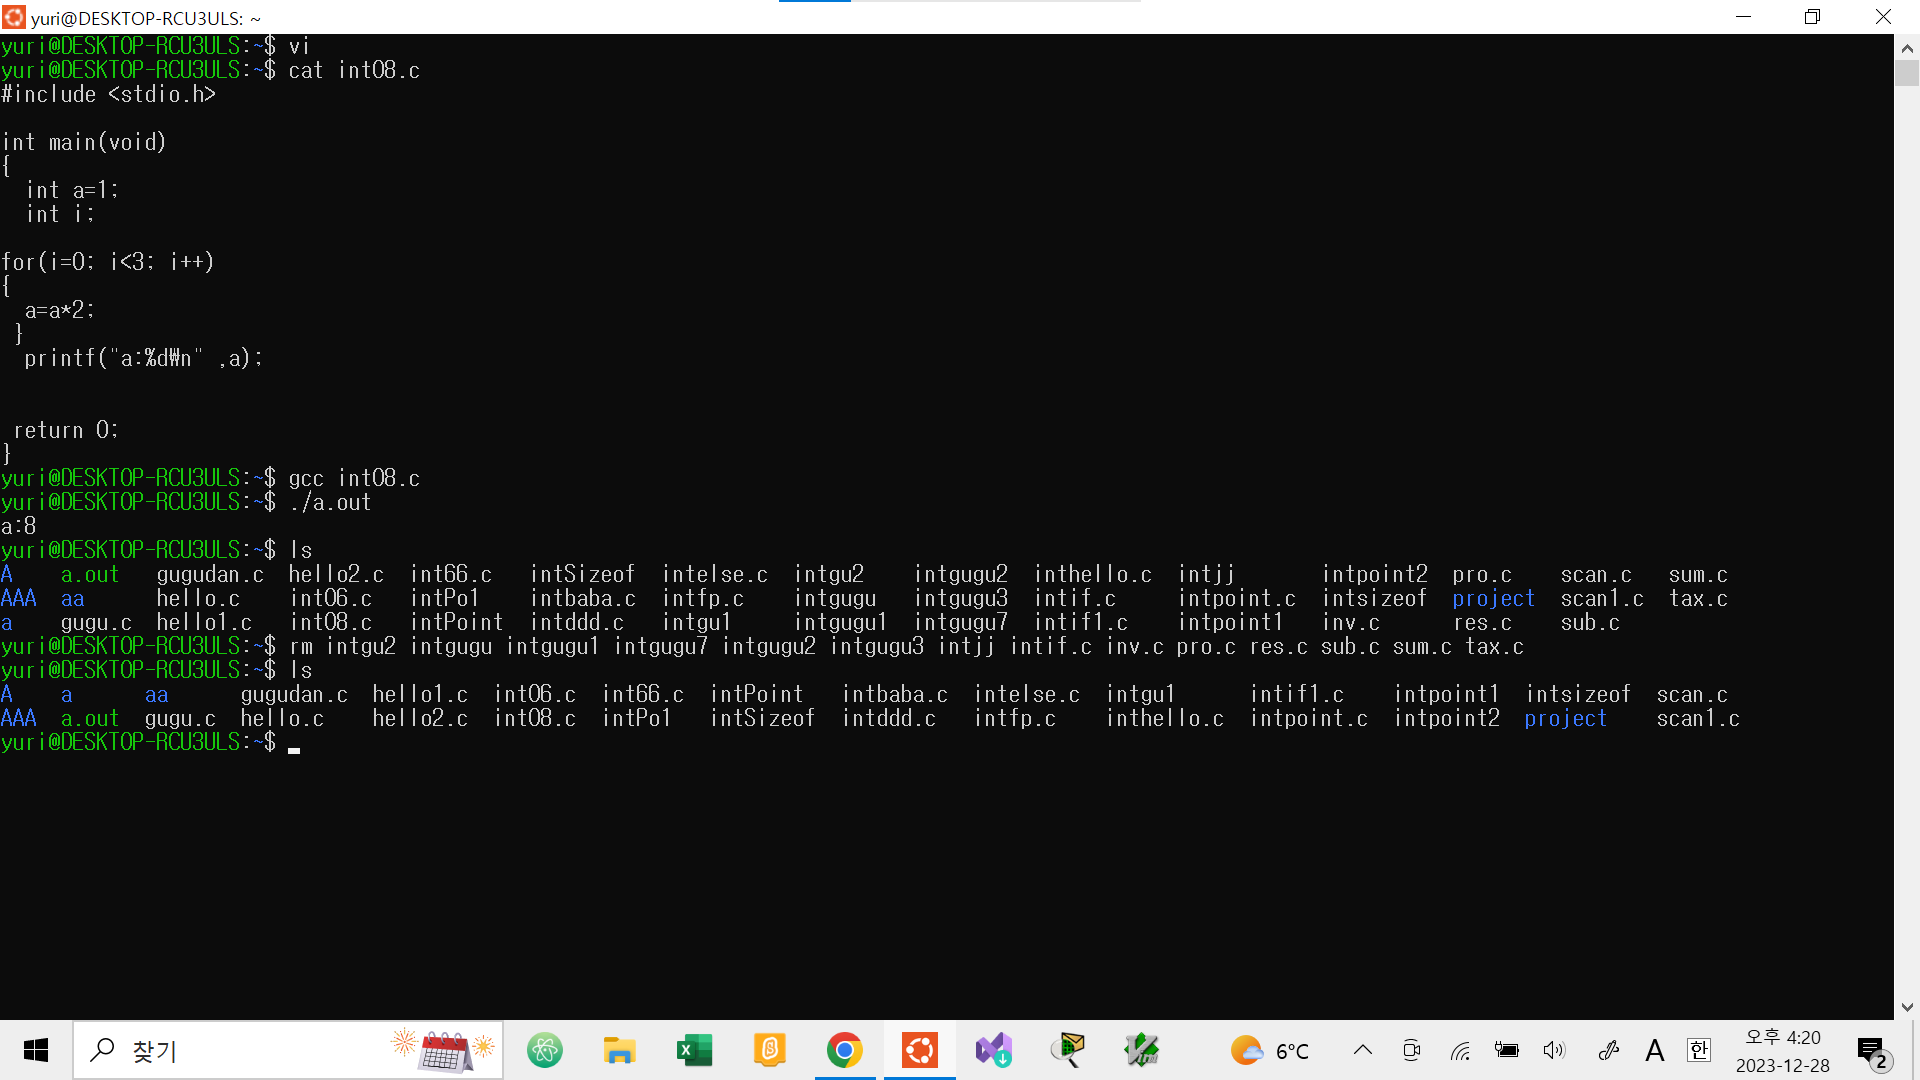 yuri@DESKTOP-RCU3ULS: ~
yuri@DESKTOP-RCU3ULS:~$ vi
yuri@DESKTOP-RCU3ULS:~$ cat int08.c
#include <stdio.h>
int main(void)
{
int a=1;
int i;
for(i=0; i<3; i++)
{
a=a*2;
}
printf("a:%d₩n" ,a);
return 0;
}
yuri@DESKTOP-RCU3ULS:~$ gcc int08.c
yuri@DESKTOP-RCU3ULS:~$ ./a.out
a:8
yuri@DESKTOP-RCU3ULS:~$ ls
A a.out gugudan.c hello2.c int66.c intSizeof intelse.c intgu2 intgugu2 inthello.c intjj intpoint2 pro.c scan.c sum.c
AAA aa hello.c int06.c intPo1 intbaba.c intfp.c intgugu intgugu3 intif.c intpoint.c intsizeof project scan1.c tax.c
a gugu.c hello1.c int08.c intPoint intddd.c intgu1 intgugu1 intgugu7 intif1.c intpoint1 inv.c res.c sub.c
yuri@DESKTOP-RCU3ULS:~$ rm intgu2 intgugu intgugu1 intgugu7 intgugu2 intgugu3 intjj intif.c inv.c pro.c res.c sub.c sum.c tax.c
yuri@DESKTOP-RCU3ULS:~$ ls
A a aa gugudan.c hello1.c int06.c int66.c intPoint intbaba.c intelse.c intgu1 intif1.c intpoint1 intsizeof scan.c
AAA a.out gugu.c hello.c hello2.c int08.c intPo1 intSizeof intddd.c intfp.c inthello.c intpoint.c intpoint2 project scan1.c
yuri@DESKTOP-RCU3ULS:~$
찾기
6°C
A
한
오후 4:20
2023-12-28
2